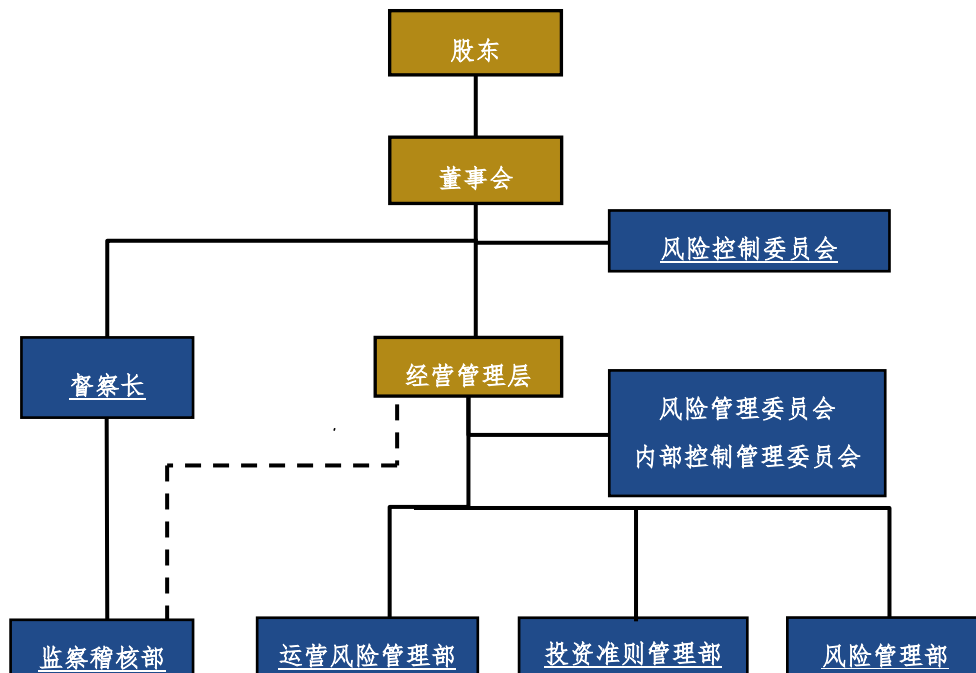 股东
董事会
风险控制委员会
督察长
经营管理层
风险管理委员会
内部控制管理委员会
监察稽核部
运营风险管理部
投资准则管理部
风险管理部